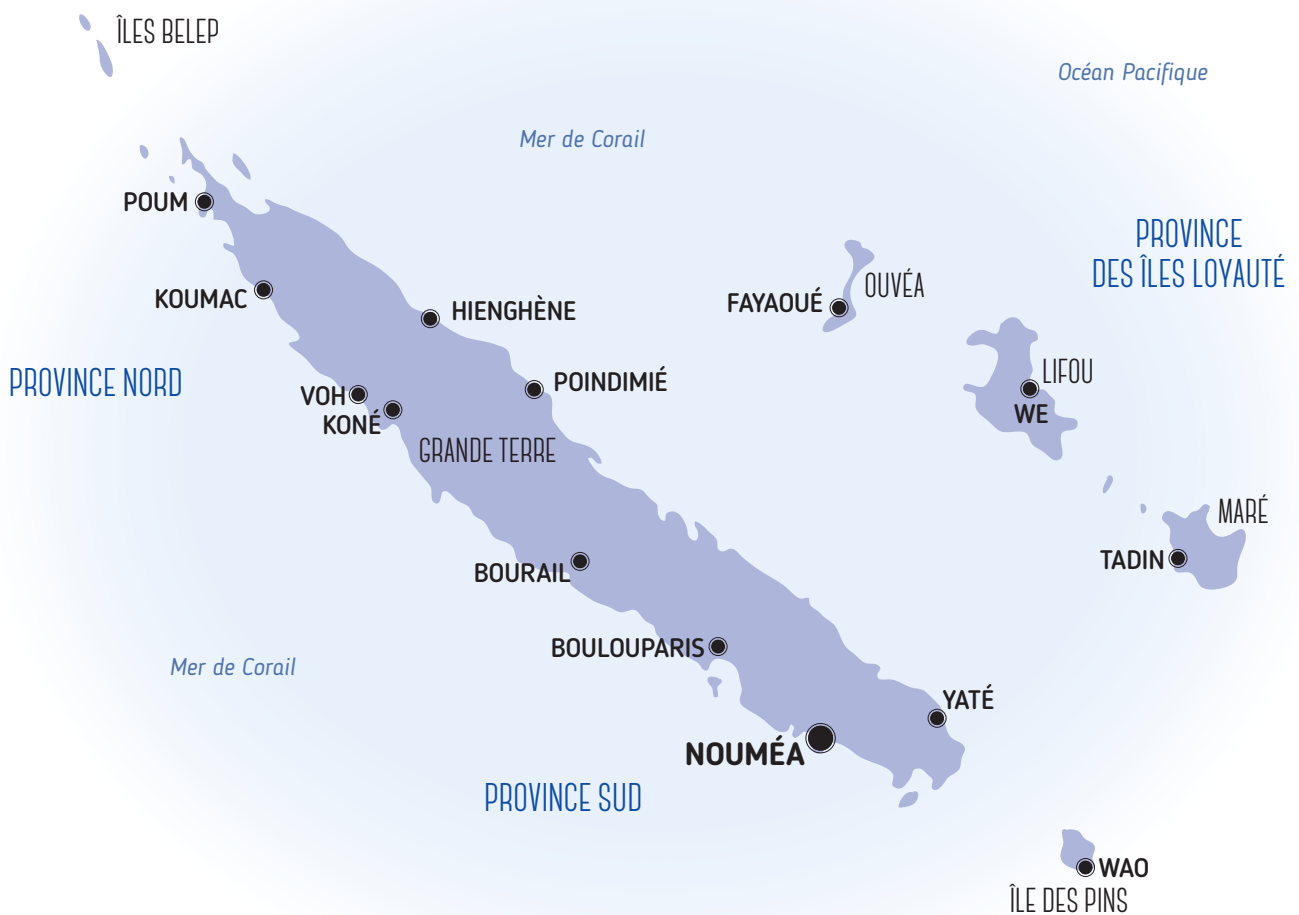 ÎLES BELEP
Océan Pacifique
Mer de Corail
POUM
PROVINCE
DES ÎLES LOYAUTÉ
OUVÉA
KOUMAC
FAYAOUÉ
HIENGHÈNE
LIFOU
PROVINCE NORD
POINDIMIÉ
VOH
WE
KONÉ
GRANDE TERRE
MARÉ
TADIN
BOURAIL
BOULOUPARIS
Mer de Corail
YATÉ
NOUMÉA
PROVINCE SUD
WAO
ÎLE DES PINS